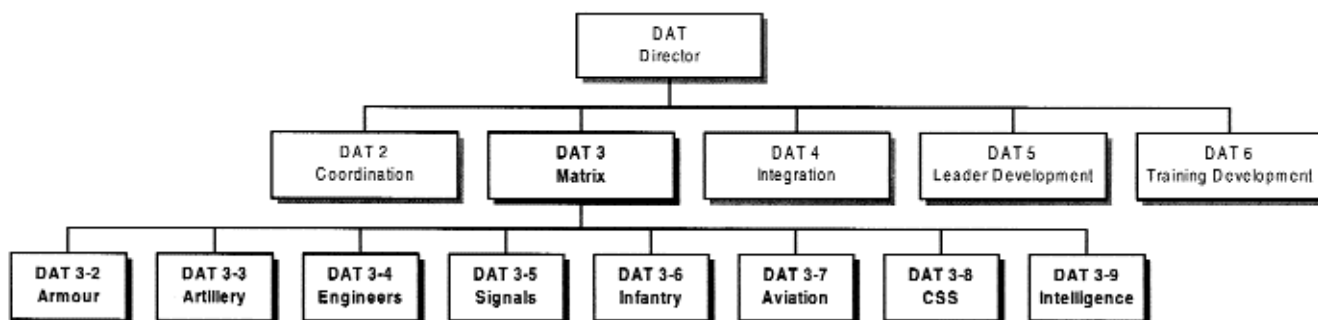 DAT
Director
DAT 2
Coordination
DAT 3
Matrix
DAT 4
Integration
DAT 5
Leader Development
DAT 6
Training Development
DAT 3-2
Armour
DAT 3-3
Artillery
DAT 3-4
Engineers
DAT 3-5
Signals
DAT 3-6
Infantry
DAT 3-7
Aviation
DAT 3-8
CSS
DAT 3-9
Intelligence